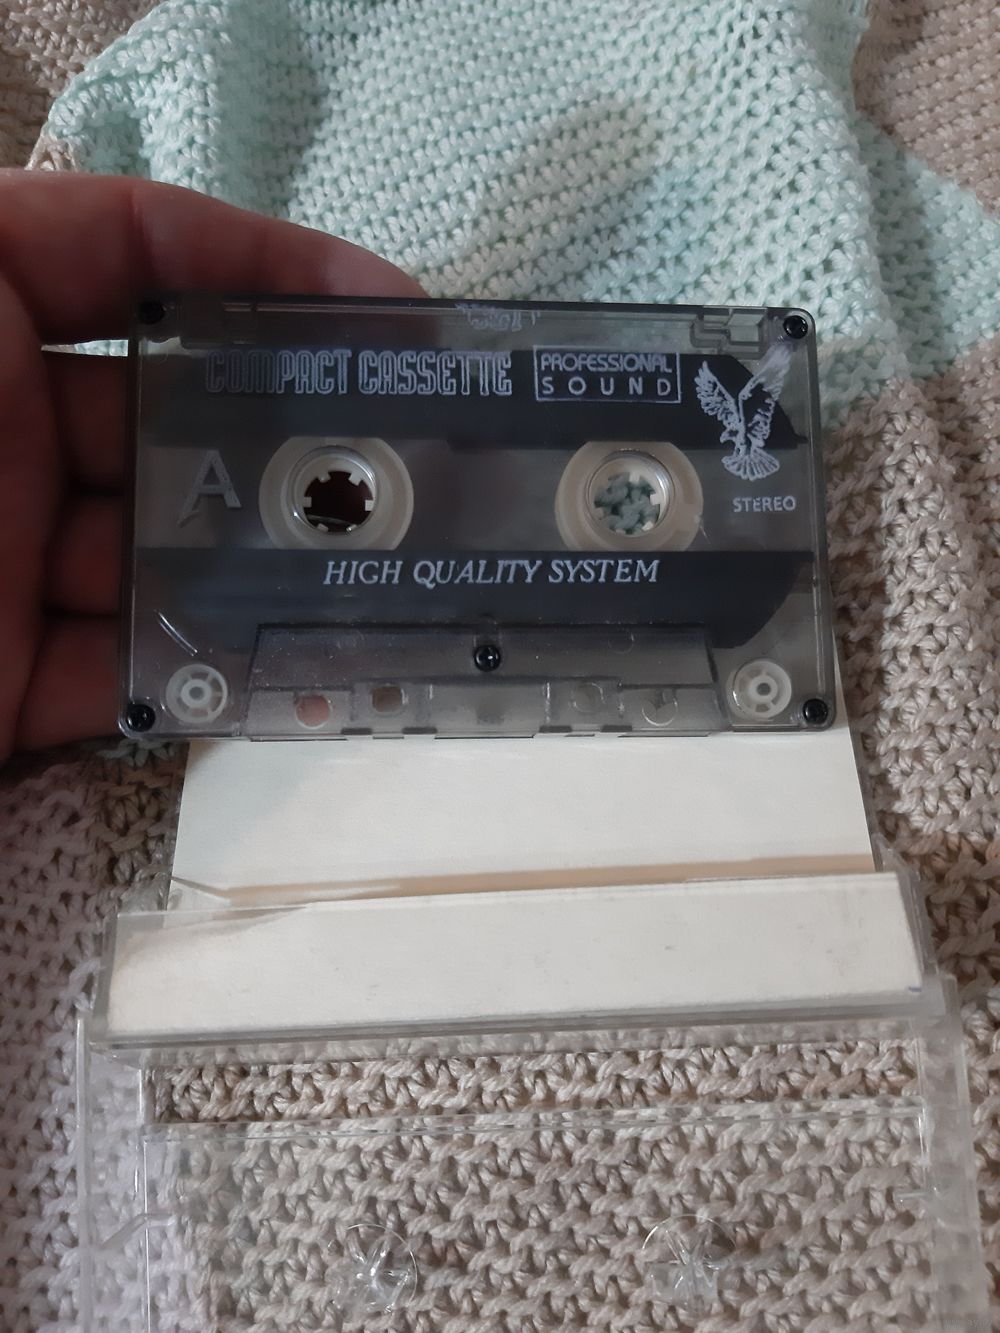 COMPACT CASSETTE
PROFESSIONAL
SOUND
A
STEREO
HIGH QUALITY SYSTEM